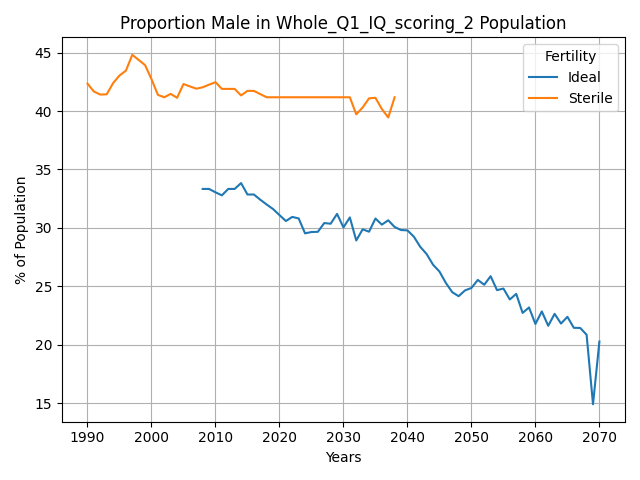 Proportion Male in Whole_Q1_IQ_scoring_2 Population
% of Population
45
40
35
30
25
20
15
Fertility
Ideal
Sterile
1990 2000 2010 2020 2030 2040 2050 2060 2070
Years